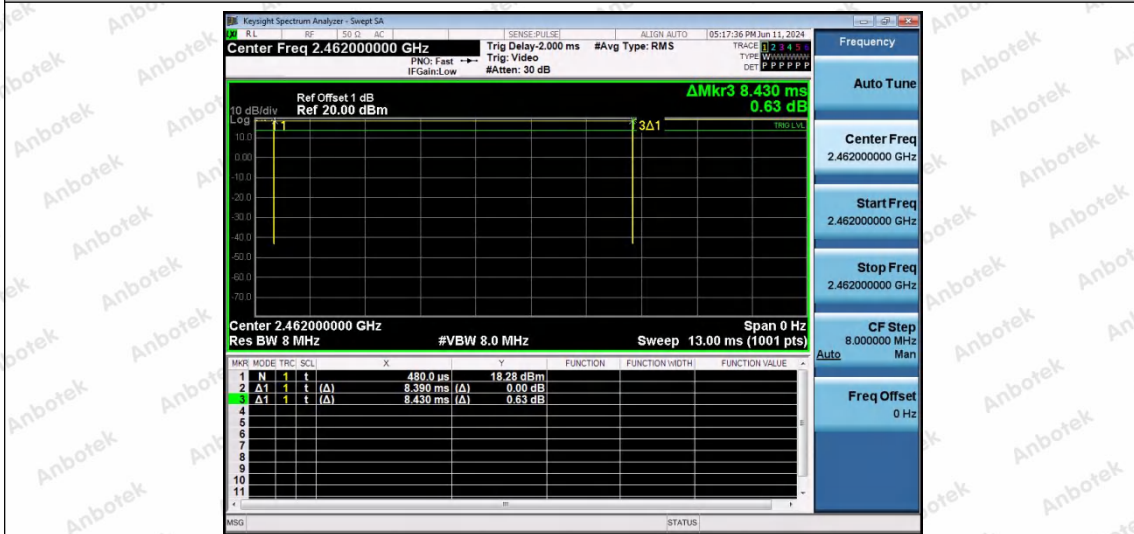 Keysight Spectrum Analyzer - Swept SA
RL RF 50 Ω AC SENSE:PULSE ALIGN AUTO 05:17:36 PM Jun 11, 2024
Center Freq 2.462000000 GHz
PNO: Fast
IFGain:Low
Trig Delay-2.000 ms
Trig: Video
#Atten: 30 dB
#Avg Type: RMS
TRACE 1 2 3 4 5 6
TYPE WWWWWW
DET P P P P P P
ΔMkr3 8.430 ms
0.63 dB
Ref Offset 1 dB
10 dB/div Ref 20.00 dBm
Log
1
3Δ1
TRIG LVL
10.0
0.00
-10.0
-20.0
-30.0
-40.0
-50.0
-60.0
-70.0
Center 2.462000000 GHz Span 0 Hz
Res BW 8 MHz #VBW 8.0 MHz Sweep 13.00 ms (1001 pts)
MKR MODE TRC SCL X Y FUNCTION FUNCTION WIDTH FUNCTION VALUE
1 N 1 t 480.0 µs 18.28 dBm
2 Δ1 1 t (Δ) 8.390 ms (Δ) 0.00 dB
3 Δ1 1 t (Δ) 8.430 ms (Δ) 0.63 dB
4
5
6
7
8
9
10
11
MSG STATUS
Frequency
Auto Tune
Center Freq
2.462000000 GHz
Start Freq
2.462000000 GHz
Stop Freq
2.462000000 GHz
CF Step
8.000000 MHz
Auto Man
Freq Offset
0 Hz
Anbotek